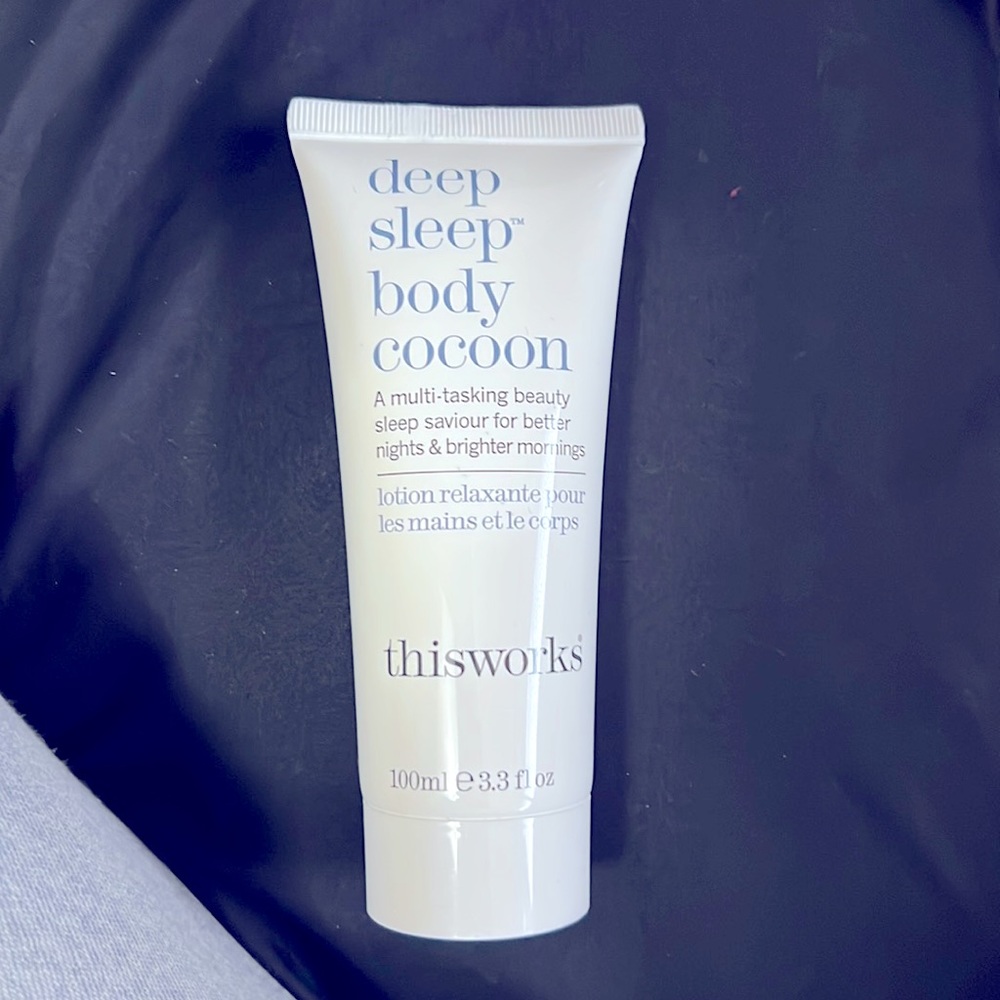 deep
sleep™
body
cocoon
A multi-tasking beauty
sleep saviour for better
nights & brighter mornings
lotion relaxante pour
les mains et le corps
thisworks®
100ml ℮ 3.3 fl oz